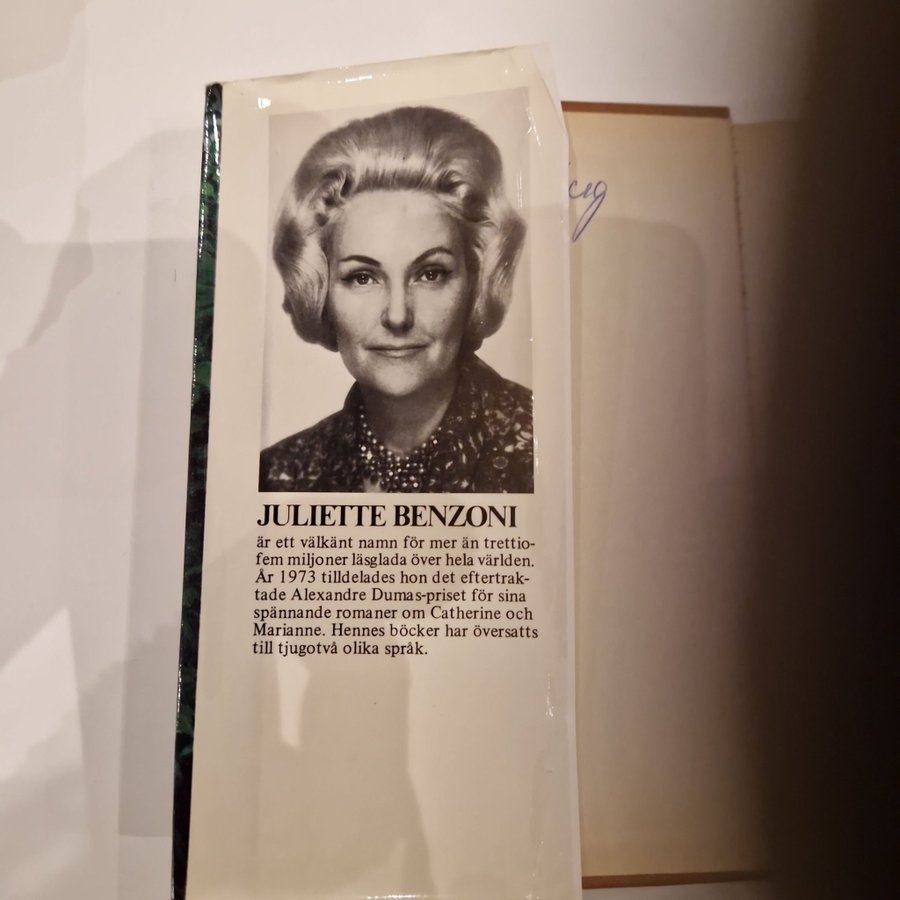 JULIETTE BENZONI
är ett välkänt namn för mer än trettio-
fem miljoner läsglada över hela världen.
År 1973 tilldelades hon det eftertrak-
tade Alexandre Dumas-priset för sina
spännande romaner om Catherine och
Marianne. Hennes böcker har översatts
till tjugotvå olika språk.